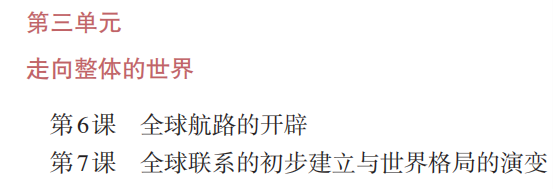 第三单元
走向整体的世界
第6课 全球航路的开辟
第7课 全球联系的初步建立与世界格局的演变